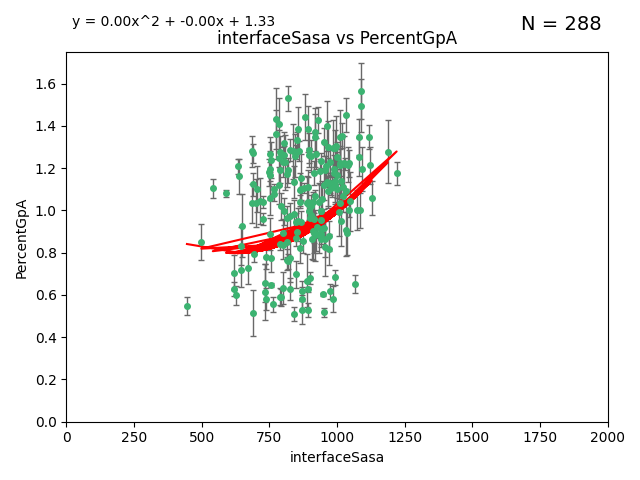 y = 0.00x^2 + -0.00x + 1.33
N = 288
interfaceSasa vs PercentGpA
PercentGpA
1.6
1.4
1.2
1.0
0.8
0.6
0.4
0.2
0.0
0 250 500 750 1000 1250 1500 1750 2000
interfaceSasa